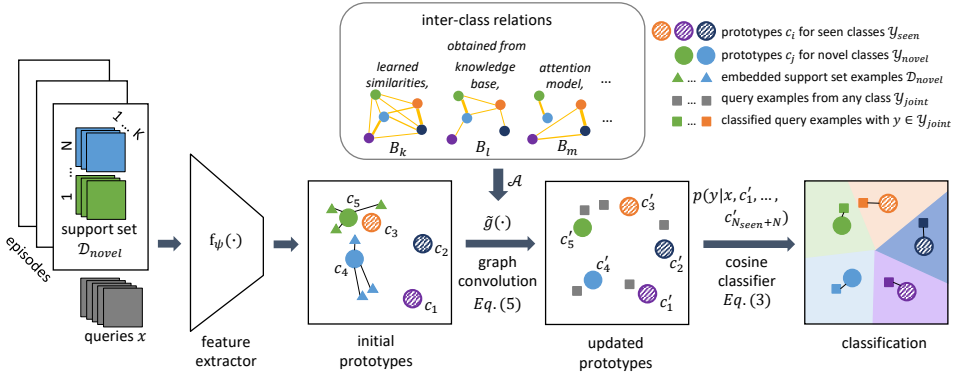 inter-class relations
obtained from
learned similarities,
knowledge base,
attention model,
...
...
B_k
B_l
B_m
prototypes c_i for seen classes 𝒴_seen
prototypes c_j for novel classes 𝒴_novel
... embedded support set examples 𝒟_novel
... query examples from any class 𝒴_joint
... classified query examples with y ∈ 𝒴_joint
1 ... K
N
...
1
support set
𝒟_novel
episodes
queries x
f_ψ(·)
feature
extractor
c_5
c_3
c_2
c_4
c_1
initial
prototypes
𝒜
g̃(·)
graph
convolution
Eq. (5)
c′_3
c′_5
c′_2
c′_4
c′_1
updated
prototypes
p(y|x, c′_1, … ,
c′_{N_seen+N})
cosine
classifier
Eq. (3)
classification